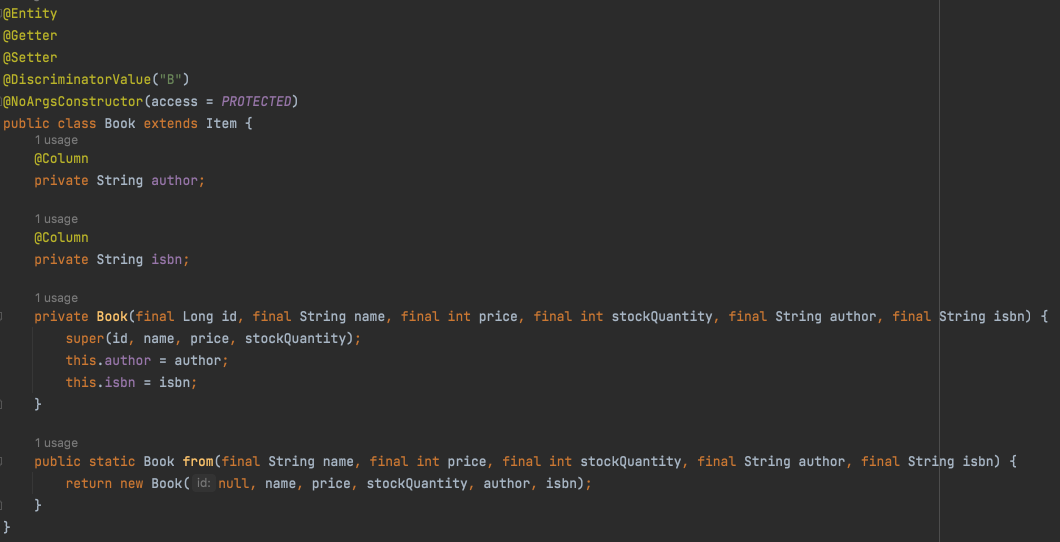 @Entity
@Getter
@Setter
@DiscriminatorValue("B")
@NoArgsConstructor(access = PROTECTED)
public class Book extends Item {
1 usage
@Column
private String author;
1 usage
@Column
private String isbn;
1 usage
private Book(final Long id, final String name, final int price, final int stockQuantity, final String author, final String isbn) {
super(id, name, price, stockQuantity);
this.author = author;
this.isbn = isbn;
}
1 usage
public static Book from(final String name, final int price, final int stockQuantity, final String author, final String isbn) {
return new Book( id: null, name, price, stockQuantity, author, isbn);
}
}